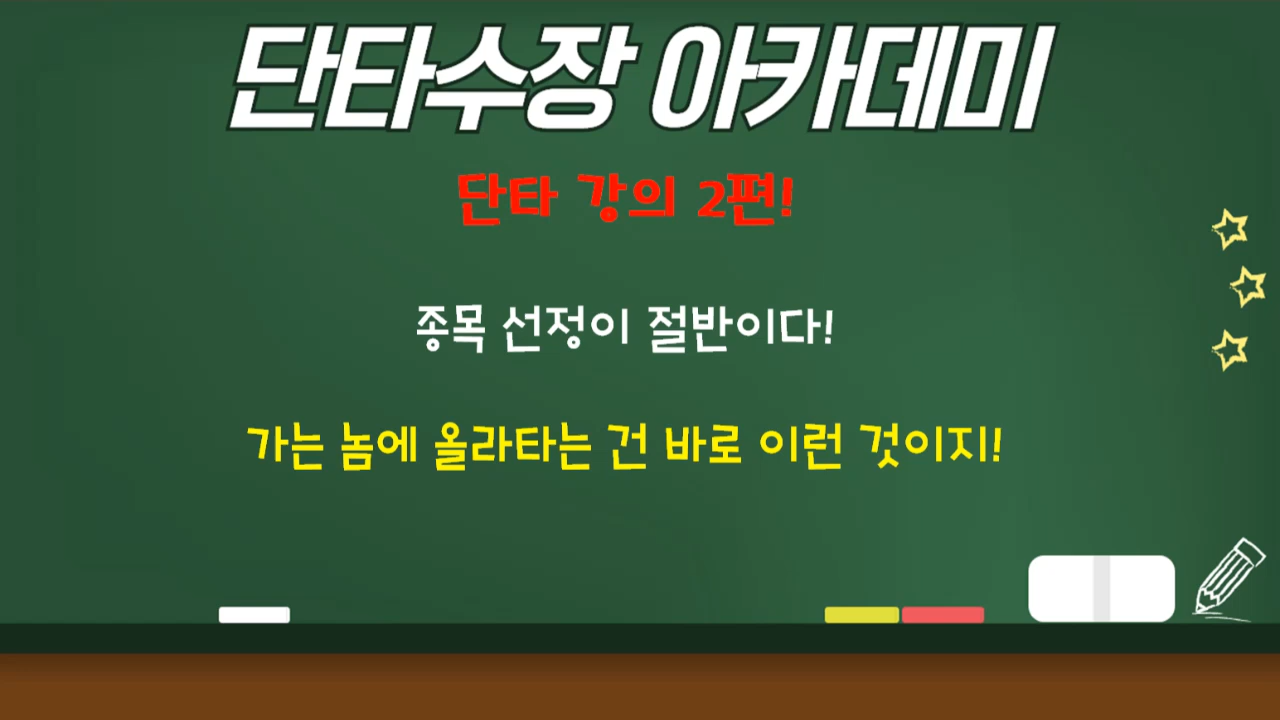 단타수장 아카데미
단타 강의 2편!
종목 선정이 절반이다!
가는 놈에 올라타는 건 바로 이런 것이지!